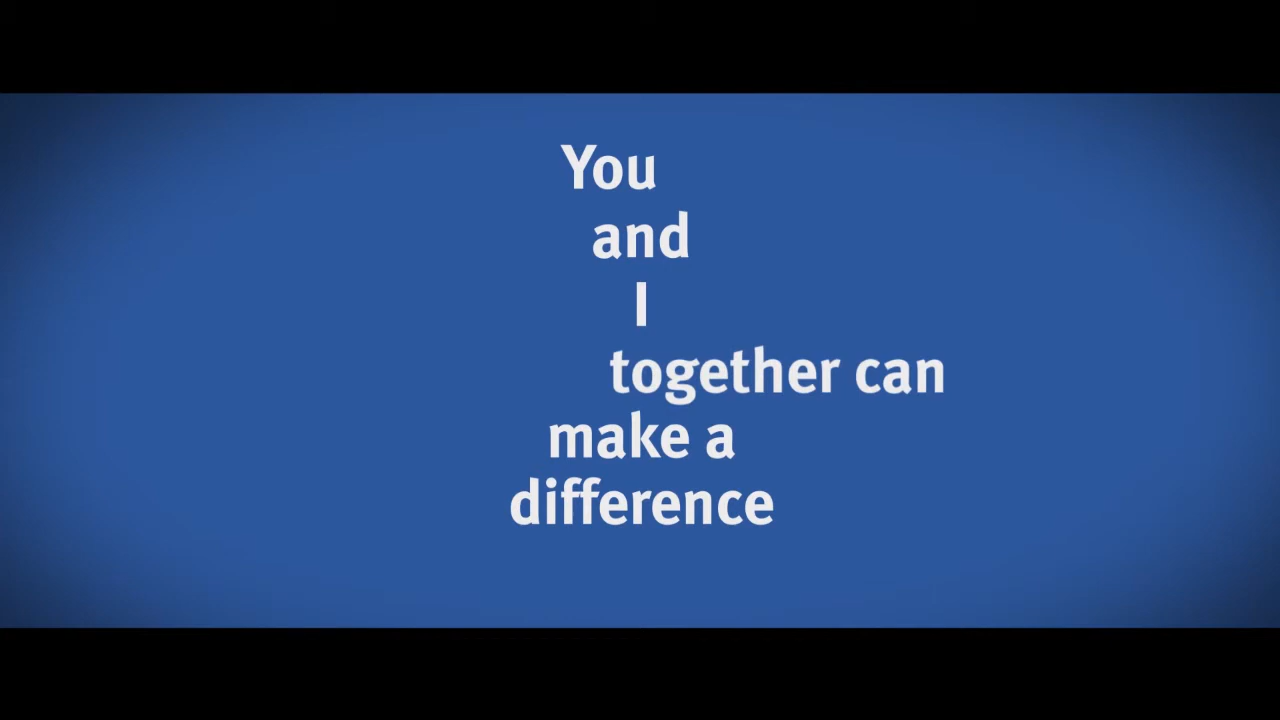 You
and
I
together can
make a
difference